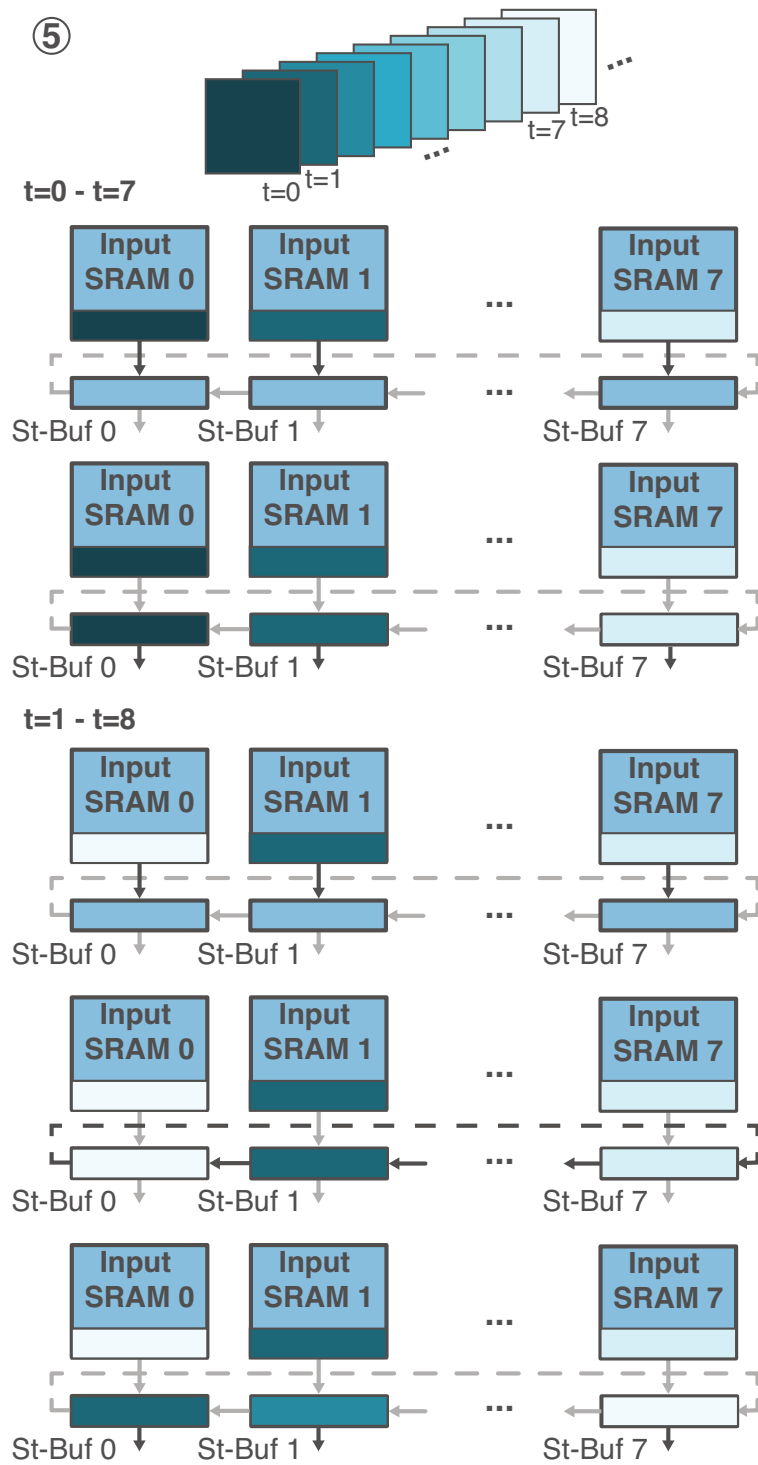 ⑤
t=0 t=1 ... t=7 t=8 ...
t=0 - t=7
Input SRAM 0 Input SRAM 1 ... Input SRAM 7
...
St-Buf 0 St-Buf 1 St-Buf 7
Input SRAM 0 Input SRAM 1 ... Input SRAM 7
...
St-Buf 0 St-Buf 1 St-Buf 7
t=1 - t=8
Input SRAM 0 Input SRAM 1 ... Input SRAM 7
...
St-Buf 0 St-Buf 1 St-Buf 7
Input SRAM 0 Input SRAM 1 ... Input SRAM 7
...
St-Buf 0 St-Buf 1 St-Buf 7
Input SRAM 0 Input SRAM 1 ... Input SRAM 7
...
St-Buf 0 St-Buf 1 St-Buf 7